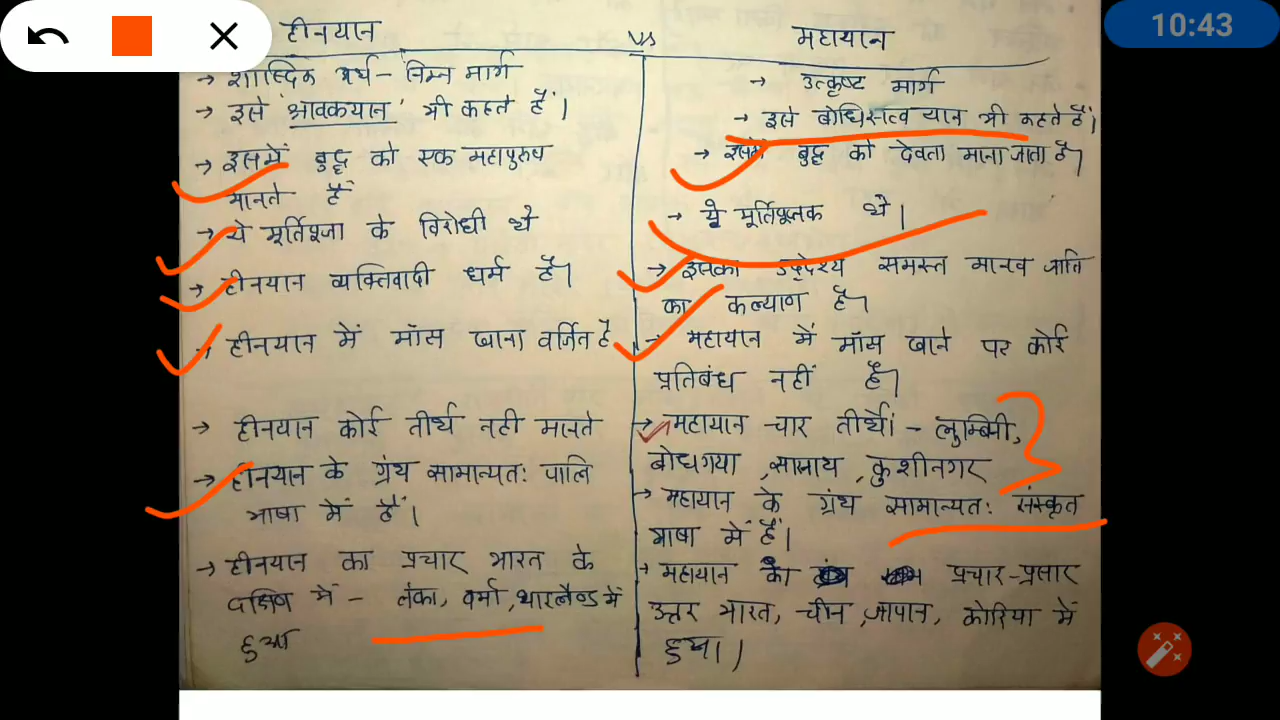 10:43
हीनयान
vs
महायान
→ शाब्दिक अर्थ - निम्न मार्ग
→ इसे 'श्रावकयान' भी कहते हैं।
→ इसमें बुद्ध को एक महापुरुष
मानते हैं
→ ये मूर्तिपूजा के विरोधी थे
→ हीनयान व्यक्तिवादी धर्म है।
→ हीनयान में माँस खाना वर्जित है
→ हीनयान कोई तीर्थ नही मानते
→ हीनयान के ग्रंथ सामान्यत: पालि
भाषा में हैं।
→ हीनयान का प्रचार भारत के
दक्षिण में - लंका, वर्मा, थाईलैण्ड में
हुआ
→ उत्कृष्ट मार्ग
→ इसे बोधिसत्व यान भी कहते हैं।
→ इसमें बुद्ध को देवता माना जाता है।
→ ये मूर्तिपूजक थे।
→ इसका उद्देश्य समस्त मानव जाति
का कल्याण है।
→ महायान में माँस खाने पर कोई
प्रतिबंध नहीं है।
→ महायान चार तीर्थों - लुम्बिनी,
बोधगया, सारनाथ, कुशीनगर
→ महायान के ग्रंथ सामान्यत: संस्कृत
भाषा में हैं।
→ महायान का प्रचार-प्रसार
उत्तर भारत, चीन, जापान, कोरिया में
हुआ।